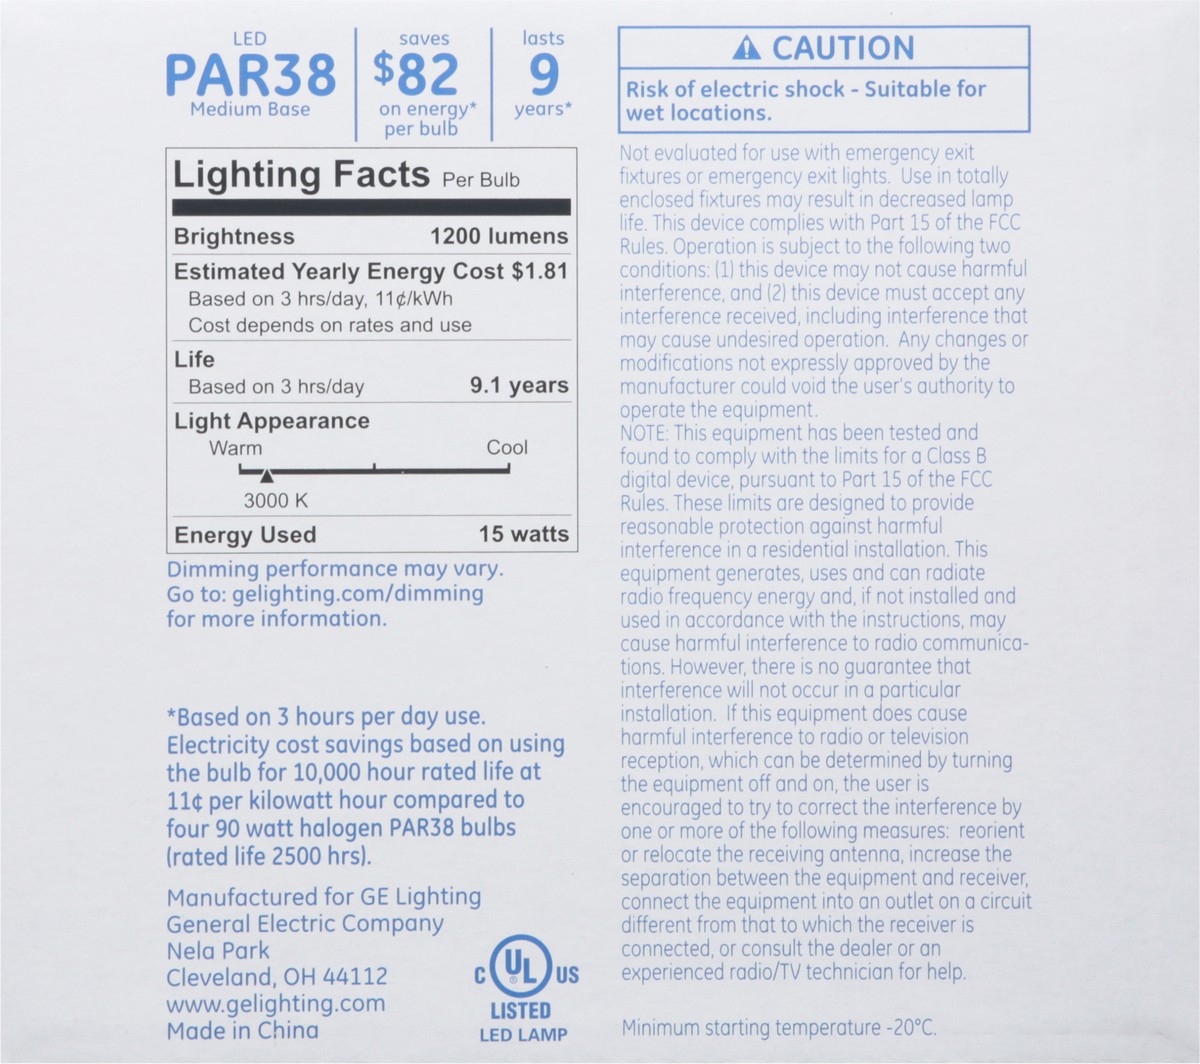 LED
PAR38
Medium Base
saves
$82
on energy*
per bulb
lasts
9
years*
Lighting Facts Per Bulb
Brightness 1200 lumens
Estimated Yearly Energy Cost $1.81
Based on 3 hrs/day, 11¢/kWh
Cost depends on rates and use
Life
Based on 3 hrs/day 9.1 years
Light Appearance
Warm Cool
3000 K
Energy Used 15 watts
Dimming performance may vary.
Go to: gelighting.com/dimming
for more information.
*Based on 3 hours per day use.
Electricity cost savings based on using
the bulb for 10,000 hour rated life at
11¢ per kilowatt hour compared to
four 90 watt halogen PAR38 bulbs
(rated life 2500 hrs).
Manufactured for GE Lighting
General Electric Company
Nela Park
Cleveland, OH 44112
www.gelighting.com
Made in China
C UL ® US
LISTED
LED LAMP
CAUTION
Risk of electric shock - Suitable for
wet locations.
Not evaluated for use with emergency exit
fixtures or emergency exit lights. Use in totally
enclosed fixtures may result in decreased lamp
life. This device complies with Part 15 of the FCC
Rules. Operation is subject to the following two
conditions: (1) this device may not cause harmful
interference, and (2) this device must accept any
interference received, including interference that
may cause undesired operation. Any changes or
modifications not expressly approved by the
manufacturer could void the user's authority to
operate the equipment.
NOTE: This equipment has been tested and
found to comply with the limits for a Class B
digital device, pursuant to Part 15 of the FCC
Rules. These limits are designed to provide
reasonable protection against harmful
interference in a residential installation. This
equipment generates, uses and can radiate
radio frequency energy and, if not installed and
used in accordance with the instructions, may
cause harmful interference to radio communica-
tions. However, there is no guarantee that
interference will not occur in a particular
installation. If this equipment does cause
harmful interference to radio or television
reception, which can be determined by turning
the equipment off and on, the user is
encouraged to try to correct the interference by
one or more of the following measures: reorient
or relocate the receiving antenna, increase the
separation between the equipment and receiver,
connect the equipment into an outlet on a circuit
different from that to which the receiver is
connected, or consult the dealer or an
experienced radio/TV technician for help.
Minimum starting temperature -20°C.